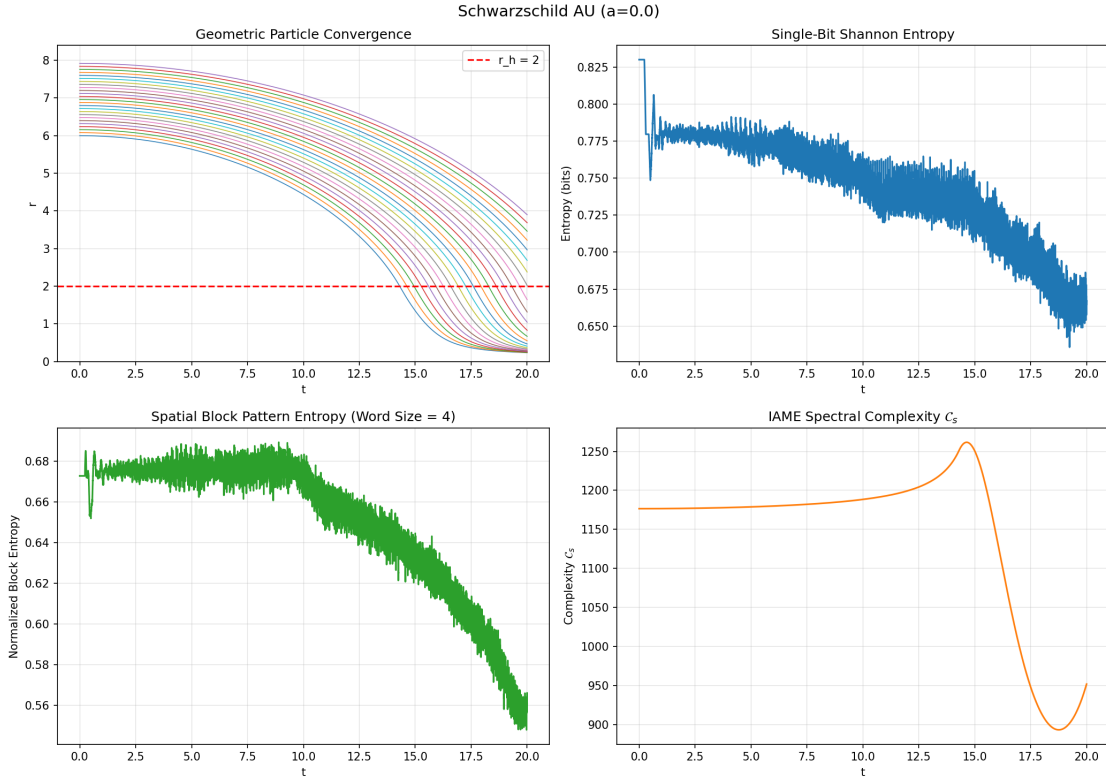 Schwarzschild AU (a=0.0)
Geometric Particle Convergence
r_h = 2
8
7
6
5
4
3
2
1
0
r
0.0 2.5 5.0 7.5 10.0 12.5 15.0 17.5 20.0
t
Single-Bit Shannon Entropy
0.825
0.800
0.775
0.750
0.725
0.700
0.675
0.650
Entropy (bits)
0.0 2.5 5.0 7.5 10.0 12.5 15.0 17.5 20.0
t
Spatial Block Pattern Entropy (Word Size = 4)
0.68
0.66
0.64
0.62
0.60
0.58
0.56
Normalized Block Entropy
0.0 2.5 5.0 7.5 10.0 12.5 15.0 17.5 20.0
t
IAME Spectral Complexity 𝒞ₛ
1250
1200
1150
1100
1050
1000
950
900
Complexity 𝒞ₛ
0.0 2.5 5.0 7.5 10.0 12.5 15.0 17.5 20.0
t